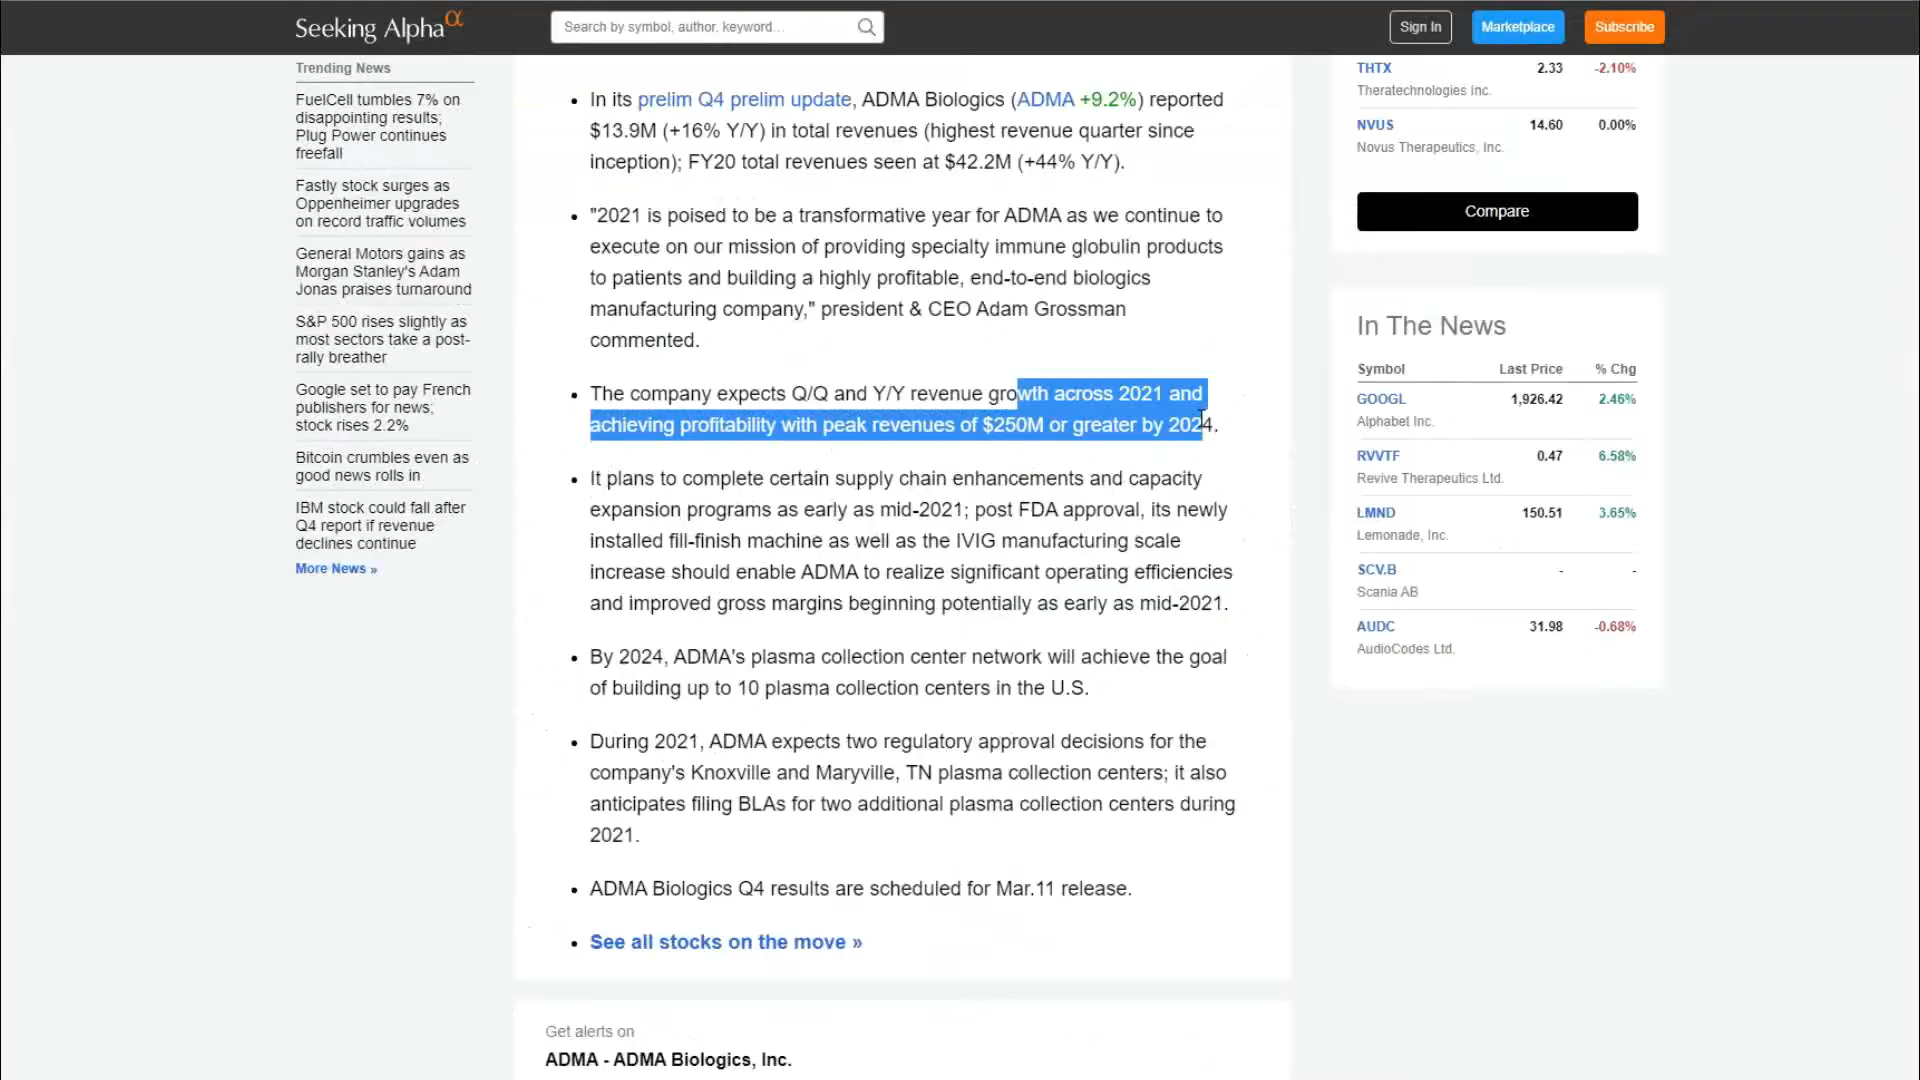 Seeking Alpha α
Search by symbol, author, keyword...
Sign In
Marketplace
Subscribe
Trending News
FuelCell tumbles 7% on
disappointing results;
Plug Power continues
freefall
Fastly stock surges as
Oppenheimer upgrades
on record traffic volumes
General Motors gains as
Morgan Stanley's Adam
Jonas praises turnaround
S&P 500 rises slightly as
most sectors take a post-
rally breather
Google set to pay French
publishers for news;
stock rises 2.2%
Bitcoin crumbles even as
good news rolls in
IBM stock could fall after
Q4 report if revenue
declines continue
More News »
• In its prelim Q4 prelim update, ADMA Biologics (ADMA +9.2%) reported
$13.9M (+16% Y/Y) in total revenues (highest revenue quarter since
inception); FY20 total revenues seen at $42.2M (+44% Y/Y).
• "2021 is poised to be a transformative year for ADMA as we continue to
execute on our mission of providing specialty immune globulin products
to patients and building a highly profitable, end-to-end biologics
manufacturing company," president & CEO Adam Grossman
commented.
• The company expects Q/Q and Y/Y revenue growth across 2021 and
achieving profitability with peak revenues of $250M or greater by 2024.
• It plans to complete certain supply chain enhancements and capacity
expansion programs as early as mid-2021; post FDA approval, its newly
installed fill-finish machine as well as the IVIG manufacturing scale
increase should enable ADMA to realize significant operating efficiencies
and improved gross margins beginning potentially as early as mid-2021.
• By 2024, ADMA's plasma collection center network will achieve the goal
of building up to 10 plasma collection centers in the U.S.
• During 2021, ADMA expects two regulatory approval decisions for the
company's Knoxville and Maryville, TN plasma collection centers; it also
anticipates filing BLAs for two additional plasma collection centers during
2021.
• ADMA Biologics Q4 results are scheduled for Mar.11 release.
• See all stocks on the move »
Get alerts on
ADMA - ADMA Biologics, Inc.
THTX 2.33 -2.10%
Theratechnologies Inc.
NVUS 14.60 0.00%
Novus Therapeutics, Inc.
Compare
In The News
Symbol Last Price % Chg
GOOGL 1,926.42 2.46%
Alphabet Inc.
RVVTF 0.47 6.58%
Revive Therapeutics Ltd.
LMND 150.51 3.65%
Lemonade, Inc.
SCV.B - -
Scania AB
AUDC 31.98 -0.68%
AudioCodes Ltd.